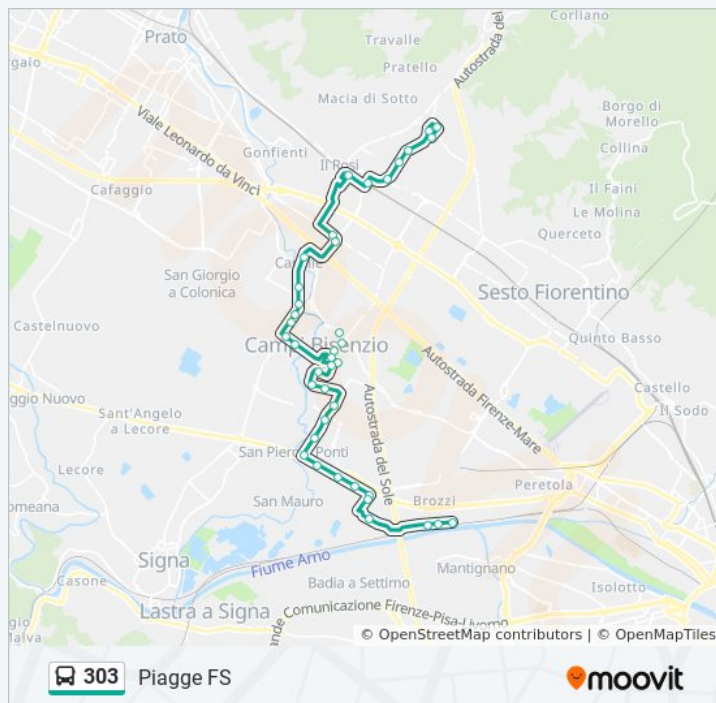 Corllano
Travalle
Prato
Pratello
Autostrada del
Macia di Sotto
gaio
Borgo di
Morello
Viale Leonardo da Vinci
Gonfienti
Il Rosi
Collina
Cafaggio
Il Faini
Le Molina
Querceto
Capalle
San Giorgio
a Colonica
Sesto Fiorentino
Castelnuovo
Campi Bisenzio
Quinto Basso
Autostrada Firenze-Mare
Castello
ggio Nuovo
Autostrada del Sole
Sant'Angelo
a Lecore
Il Sodo
San Piero a Ponti
Lecore
Peretola
omeana
San Mauro
Brozzi
Signa
Fiume Arno
Mantignano
Casone
Badia a Settimo
Isolotto
Lastra a Signa
Comunicazione Firenze-Pisa-Livorno
ggio
Malva
ande
© OpenStreetMap contributors | © OpenMapTiles
303 Piagge FS
moovit